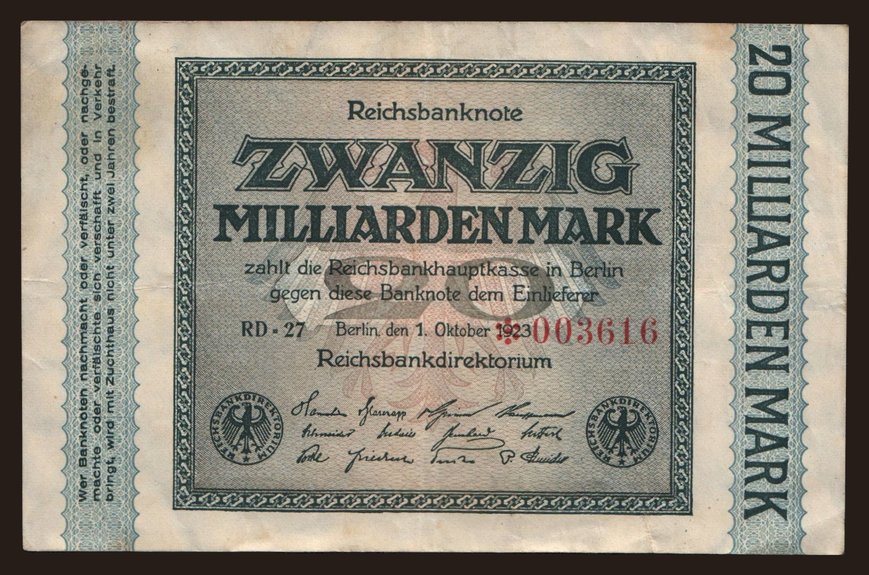 Reichsbanknote
ZWANZIG
MILLIARDEN MARK
20
zahlt die Reichsbankhauptkasse in Berlin
gegen diese Banknote dem Einlieferer
RD - 27 Berlin, den 1. Oktober 1923 003616
Reichsbankdirektorium
REICHSBANKDIREKTORIUM
REICHSBANKDIREKTORIUM
Wer Banknoten nachmacht oder verfälscht, oder nachge-
machte oder verfälschte sich verschafft und in Verkehr
bringt, wird mit Zuchthaus nicht unter zwei Jahren bestraft.
20 MILLIARDEN MARK